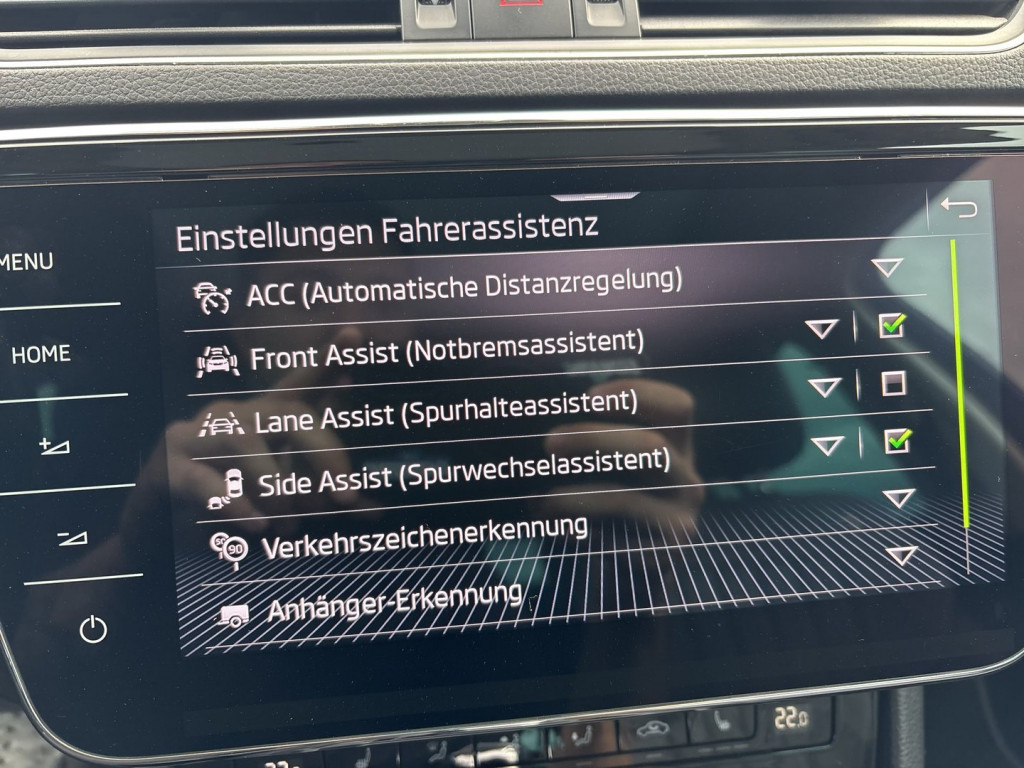 Einstellungen Fahrerassistenz
MENU
ACC (Automatische Distanzregelung)
HOME
Front Assist (Notbremsassistent)
Lane Assist (Spurhalteassistent)
Side Assist (Spurwechselassistent)
90
Verkehrszeichenerkennung
Anhänger-Erkennung
22.0